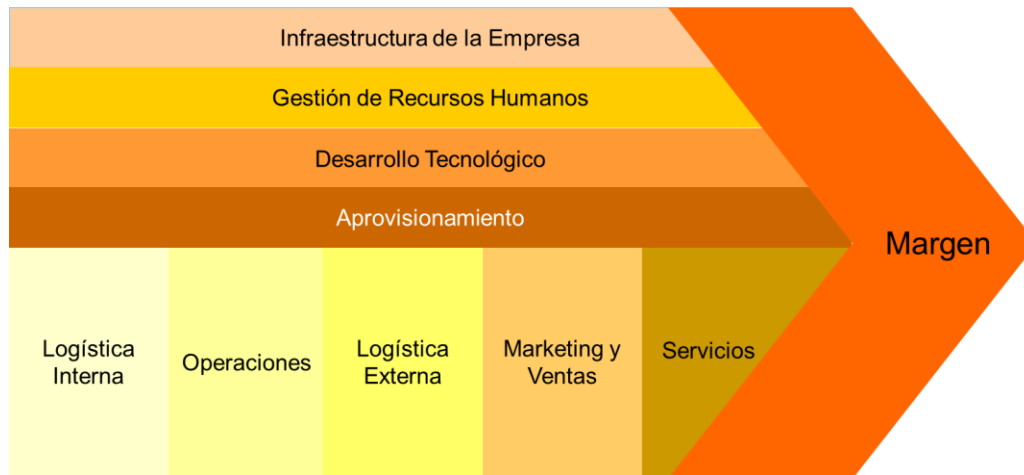 Infraestructura de la Empresa
Gestión de Recursos Humanos
Desarrollo Tecnológico
Aprovisionamiento
Margen
Logística
Interna
Operaciones
Logística
Externa
Marketing y
Ventas
Servicios